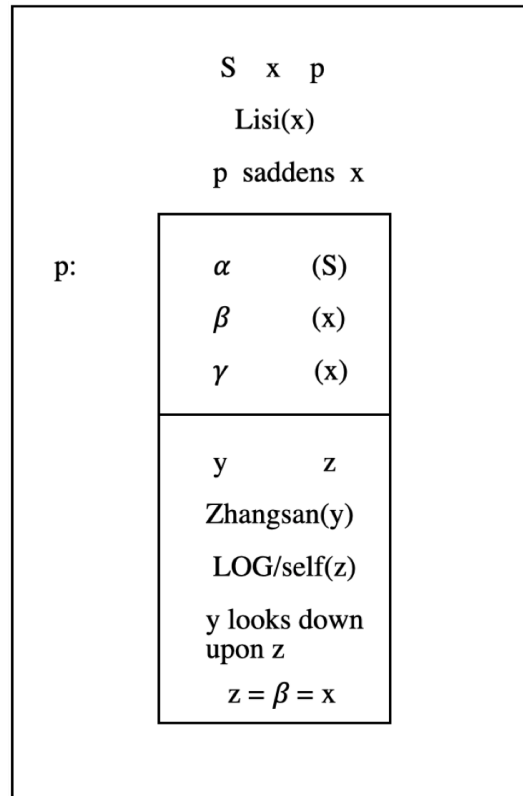 S x p
Lisi(x)
p saddens x
p: α (S)
β (x)
γ (x)
y z
Zhangsan(y)
LOG/self(z)
y looks down
upon z
z = β = x